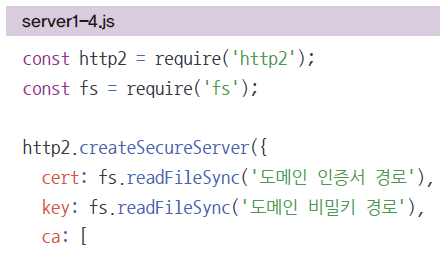 server1-4.js
const http2 = require('http2');
const fs = require('fs');
http2.createSecureServer({
cert: fs.readFileSync('도메인 인증서 경로'),
key: fs.readFileSync('도메인 비밀키 경로'),
ca: [